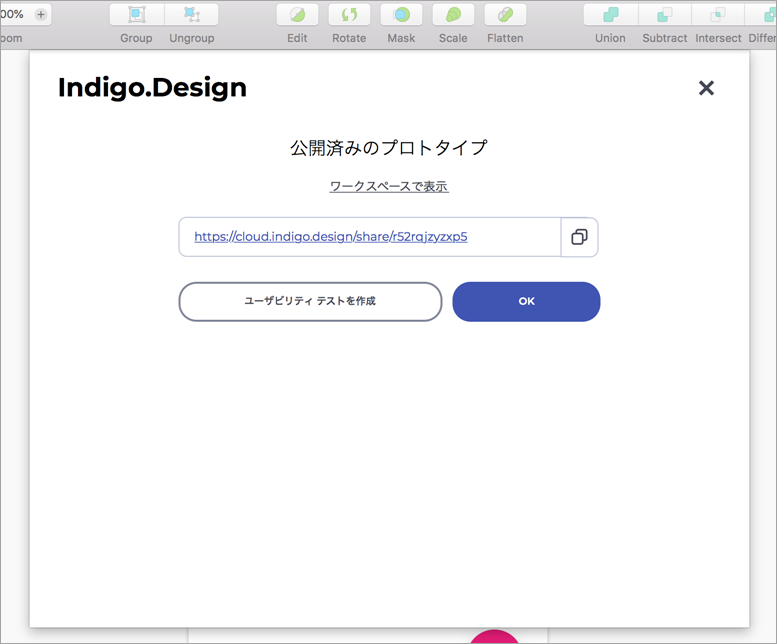 00%
oom
Group
Ungroup
Edit
Rotate
Mask
Scale
Flatten
Union
Subtract
Intersect
Differ
Indigo.Design
公開済みのプロトタイプ
ワークスペースで表示
https://cloud.indigo.design/share/r52rqjzyzxp5
ユーザビリティ テストを作成
OK